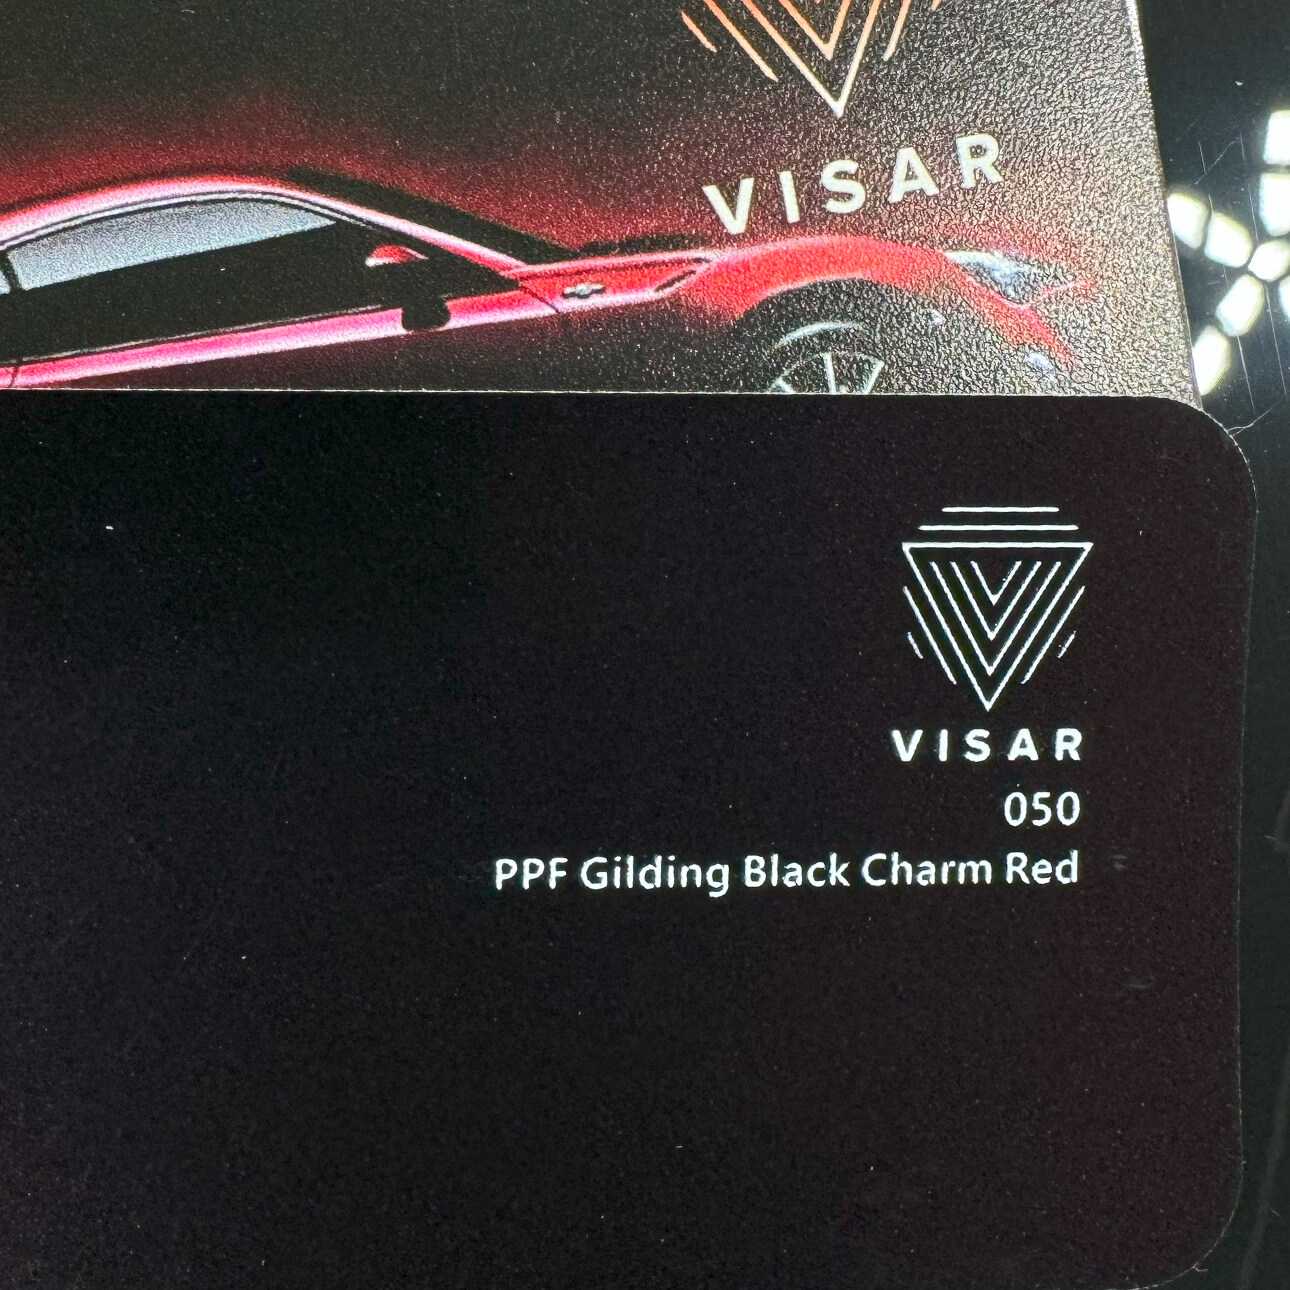 VISAR
VISAR
050
PPF Gilding Black Charm Red